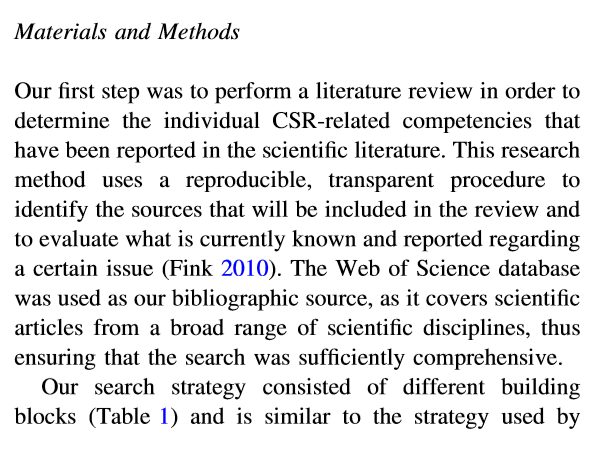 Materials and Methods
Our first step was to perform a literature review in order to
determine the individual CSR-related competencies that
have been reported in the scientific literature. This research
method uses a reproducible, transparent procedure to
identify the sources that will be included in the review and
to evaluate what is currently known and reported regarding
a certain issue (Fink 2010). The Web of Science database
was used as our bibliographic source, as it covers scientific
articles from a broad range of scientific disciplines, thus
ensuring that the search was sufficiently comprehensive.
Our search strategy consisted of different building
blocks (Table 1) and is similar to the strategy used by